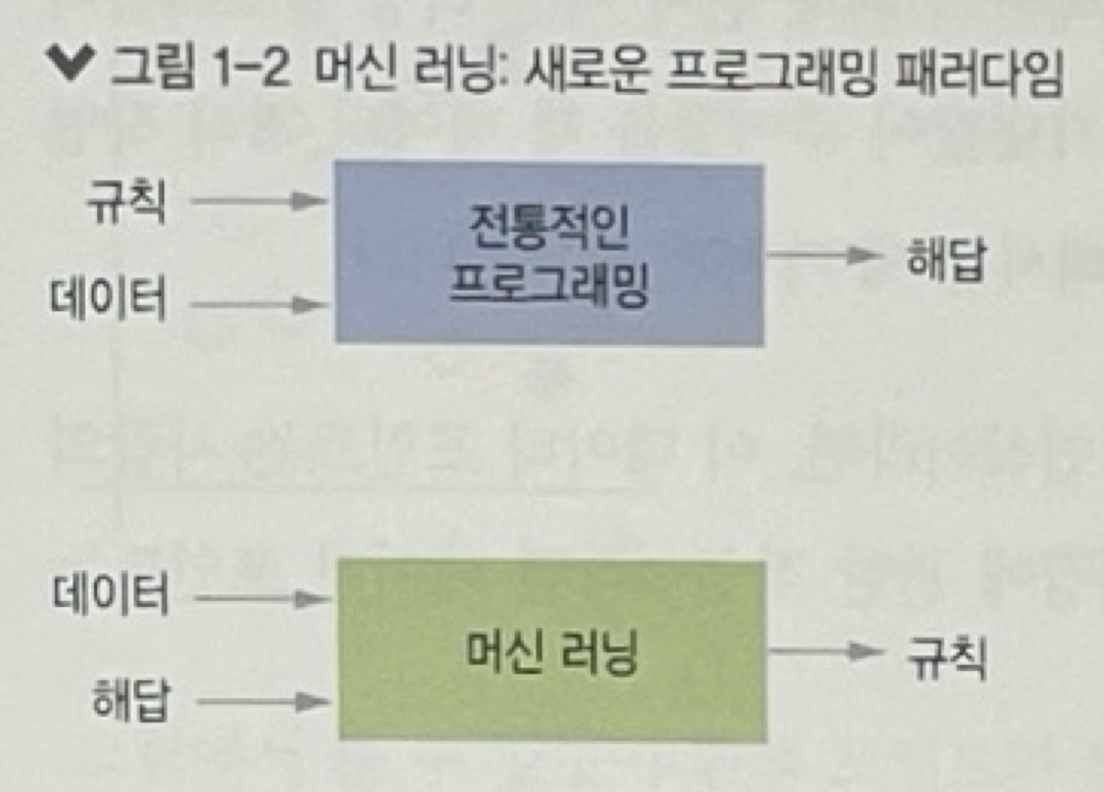 그림 1-2 머신 러닝: 새로운 프로그래밍 패러다임
규칙
데이터
전통적인
프로그래밍
해답
데이터
해답
머신 러닝
규칙